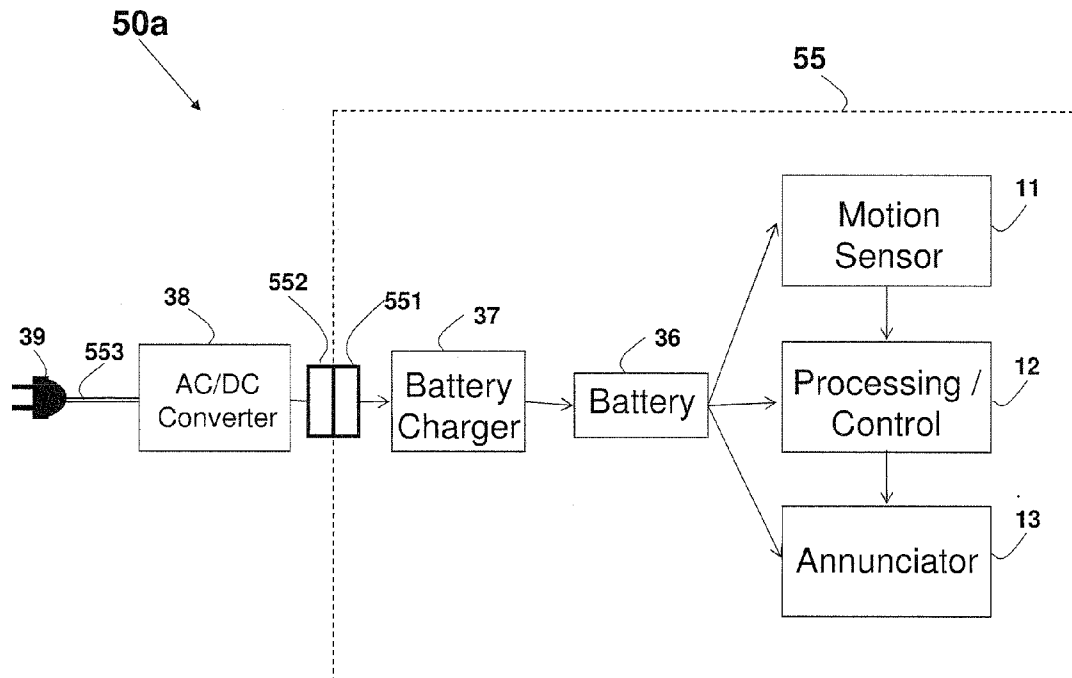 50a
55
11
Motion
Sensor
552
551
38
37
36
39
553
AC/DC
Converter
Battery
Charger
Battery
Processing /
Control
12
13
Annunciator